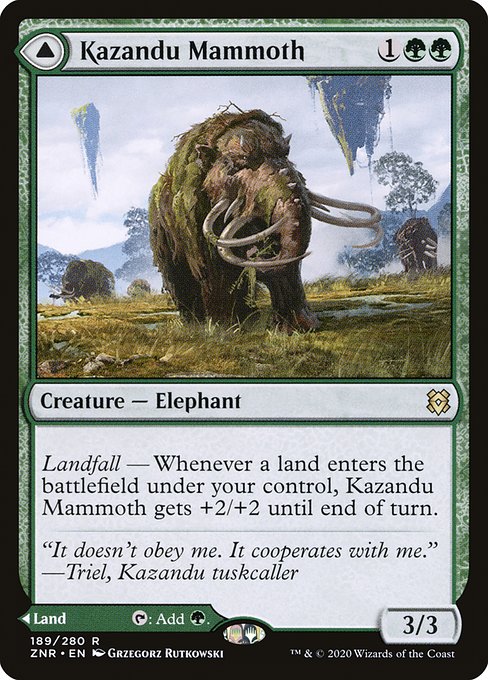 Kazandu Mammoth 1
Creature — Elephant
Landfall — Whenever a land enters the
battlefield under your control, Kazandu
Mammoth gets +2/+2 until end of turn.
“It doesn’t obey me. It cooperates with me.”
—Triel, Kazandu tuskcaller
Land : Add
3/3
189/280 R
ZNR • EN Grzegorz Rutkowski
™ & © 2020 Wizards of the Coast